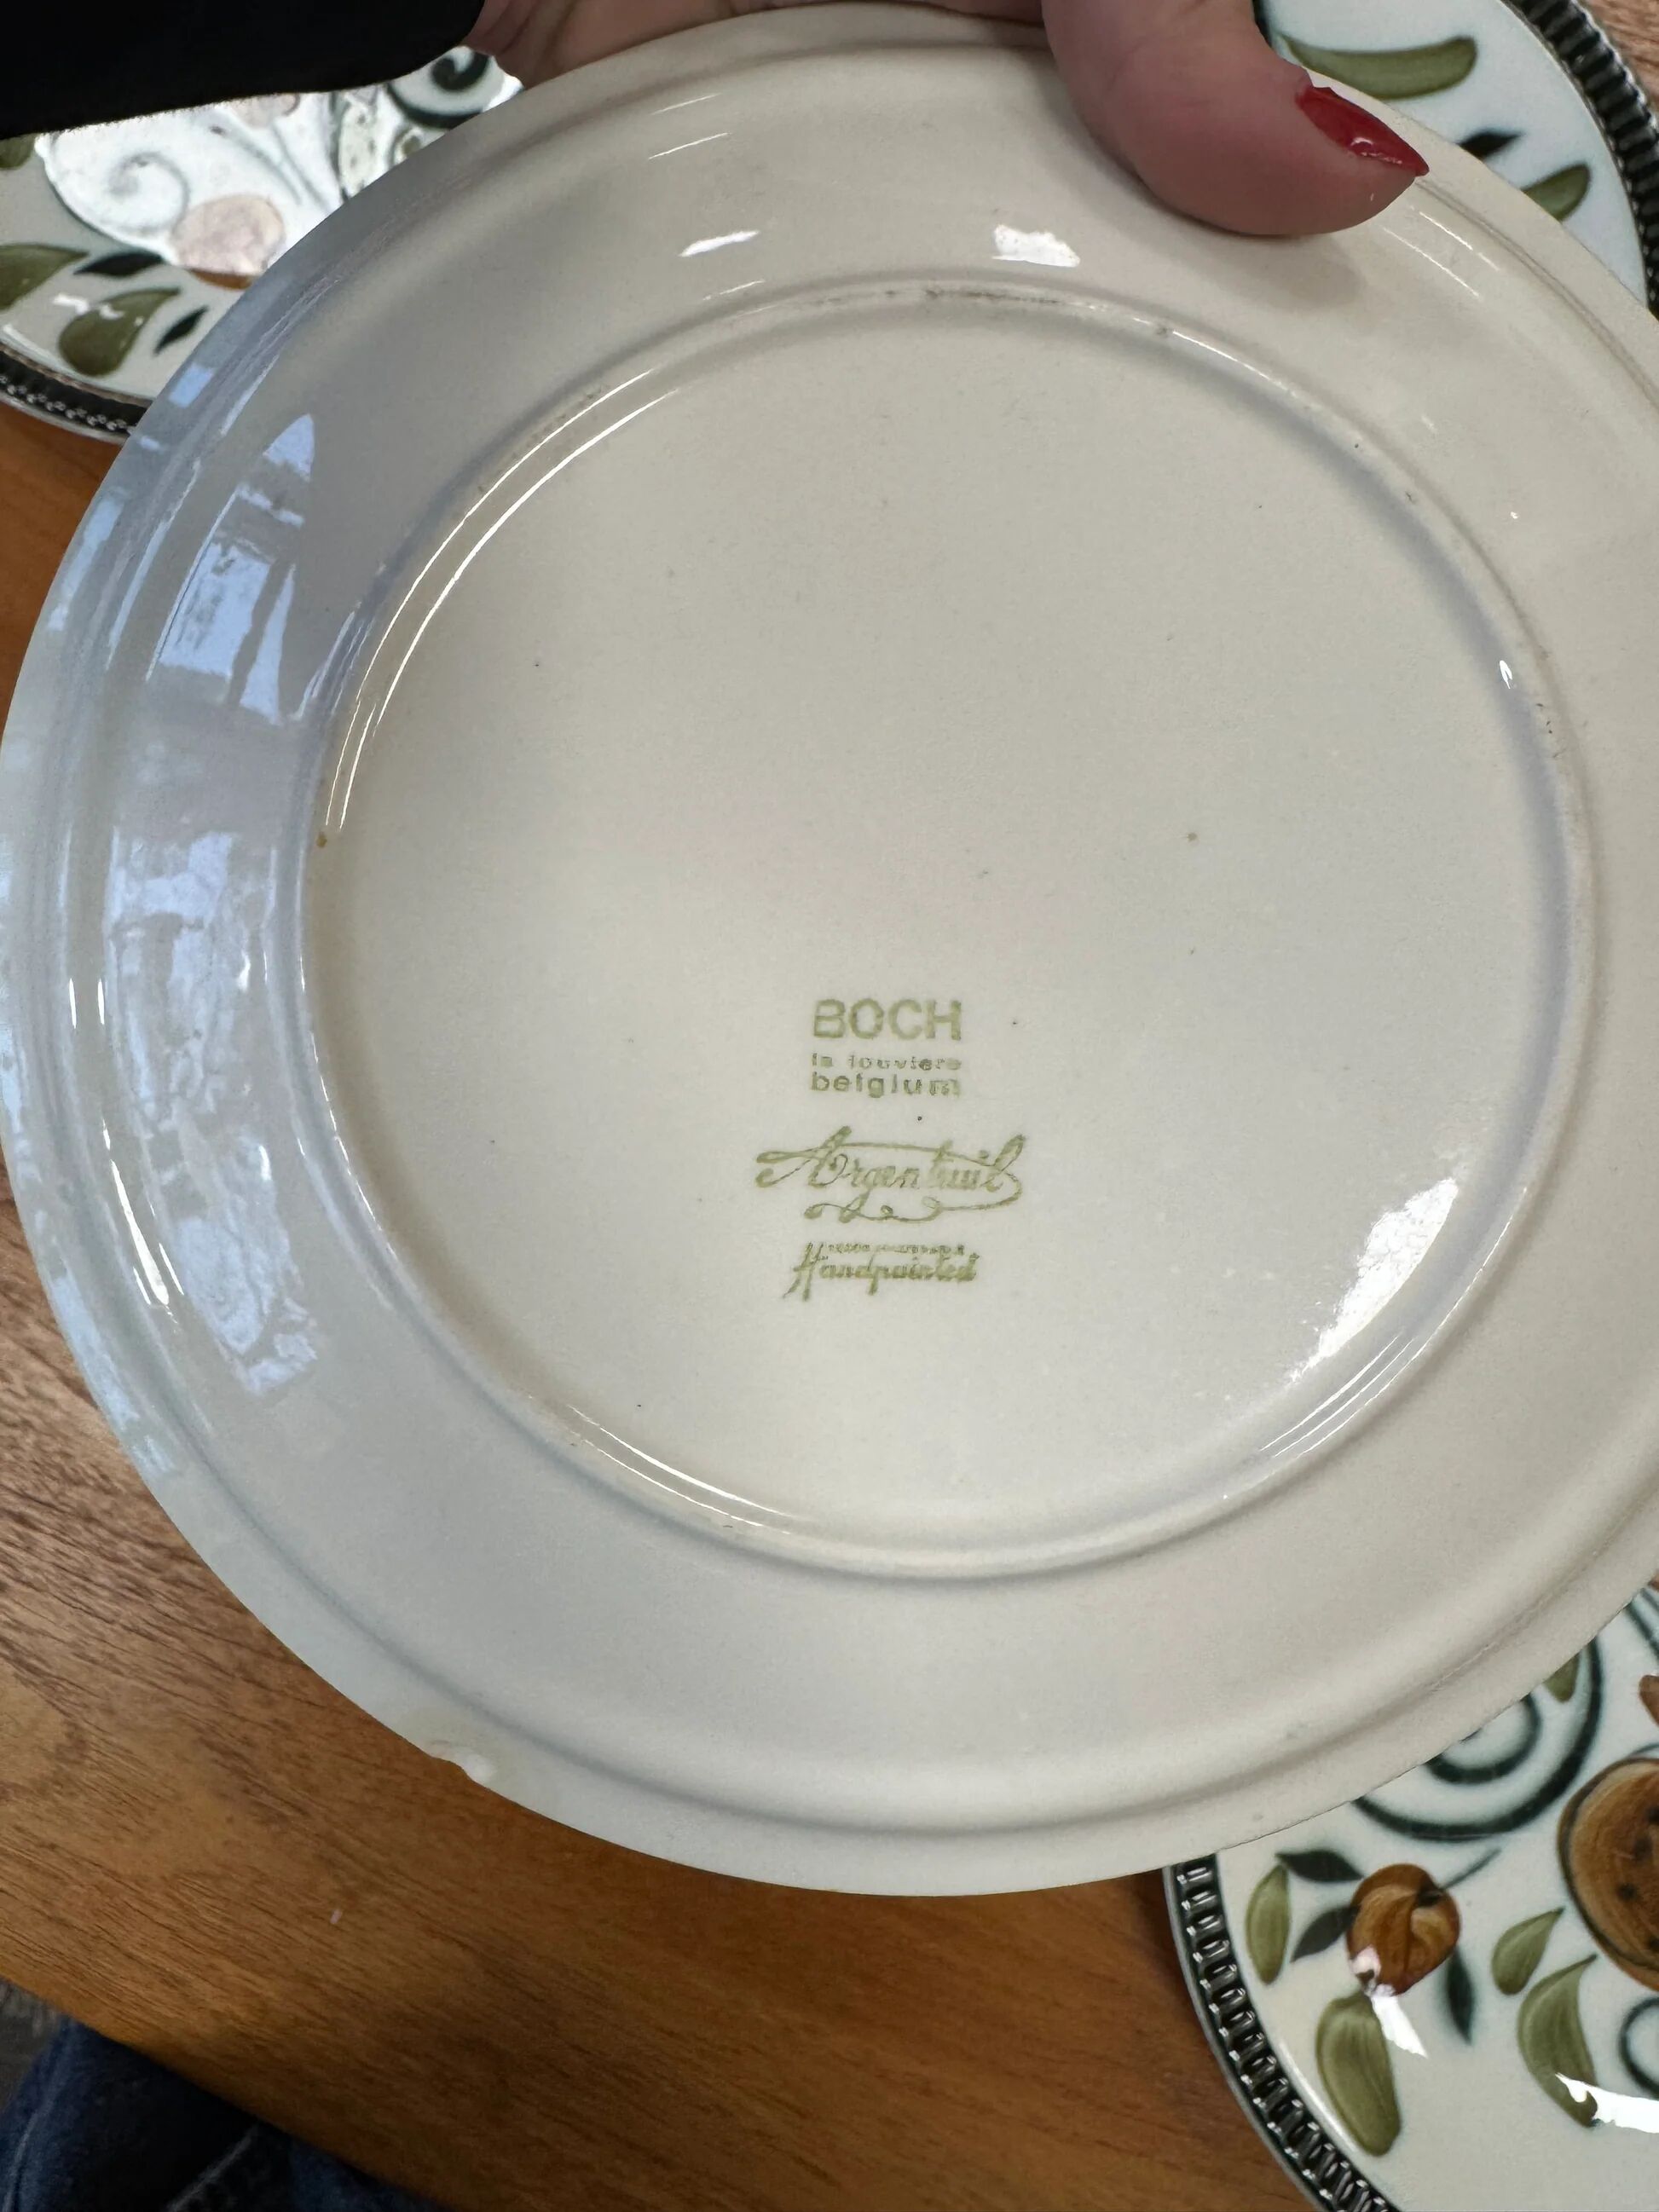 BOCH
la louviere
belgium
Argenteuil
Handpainted